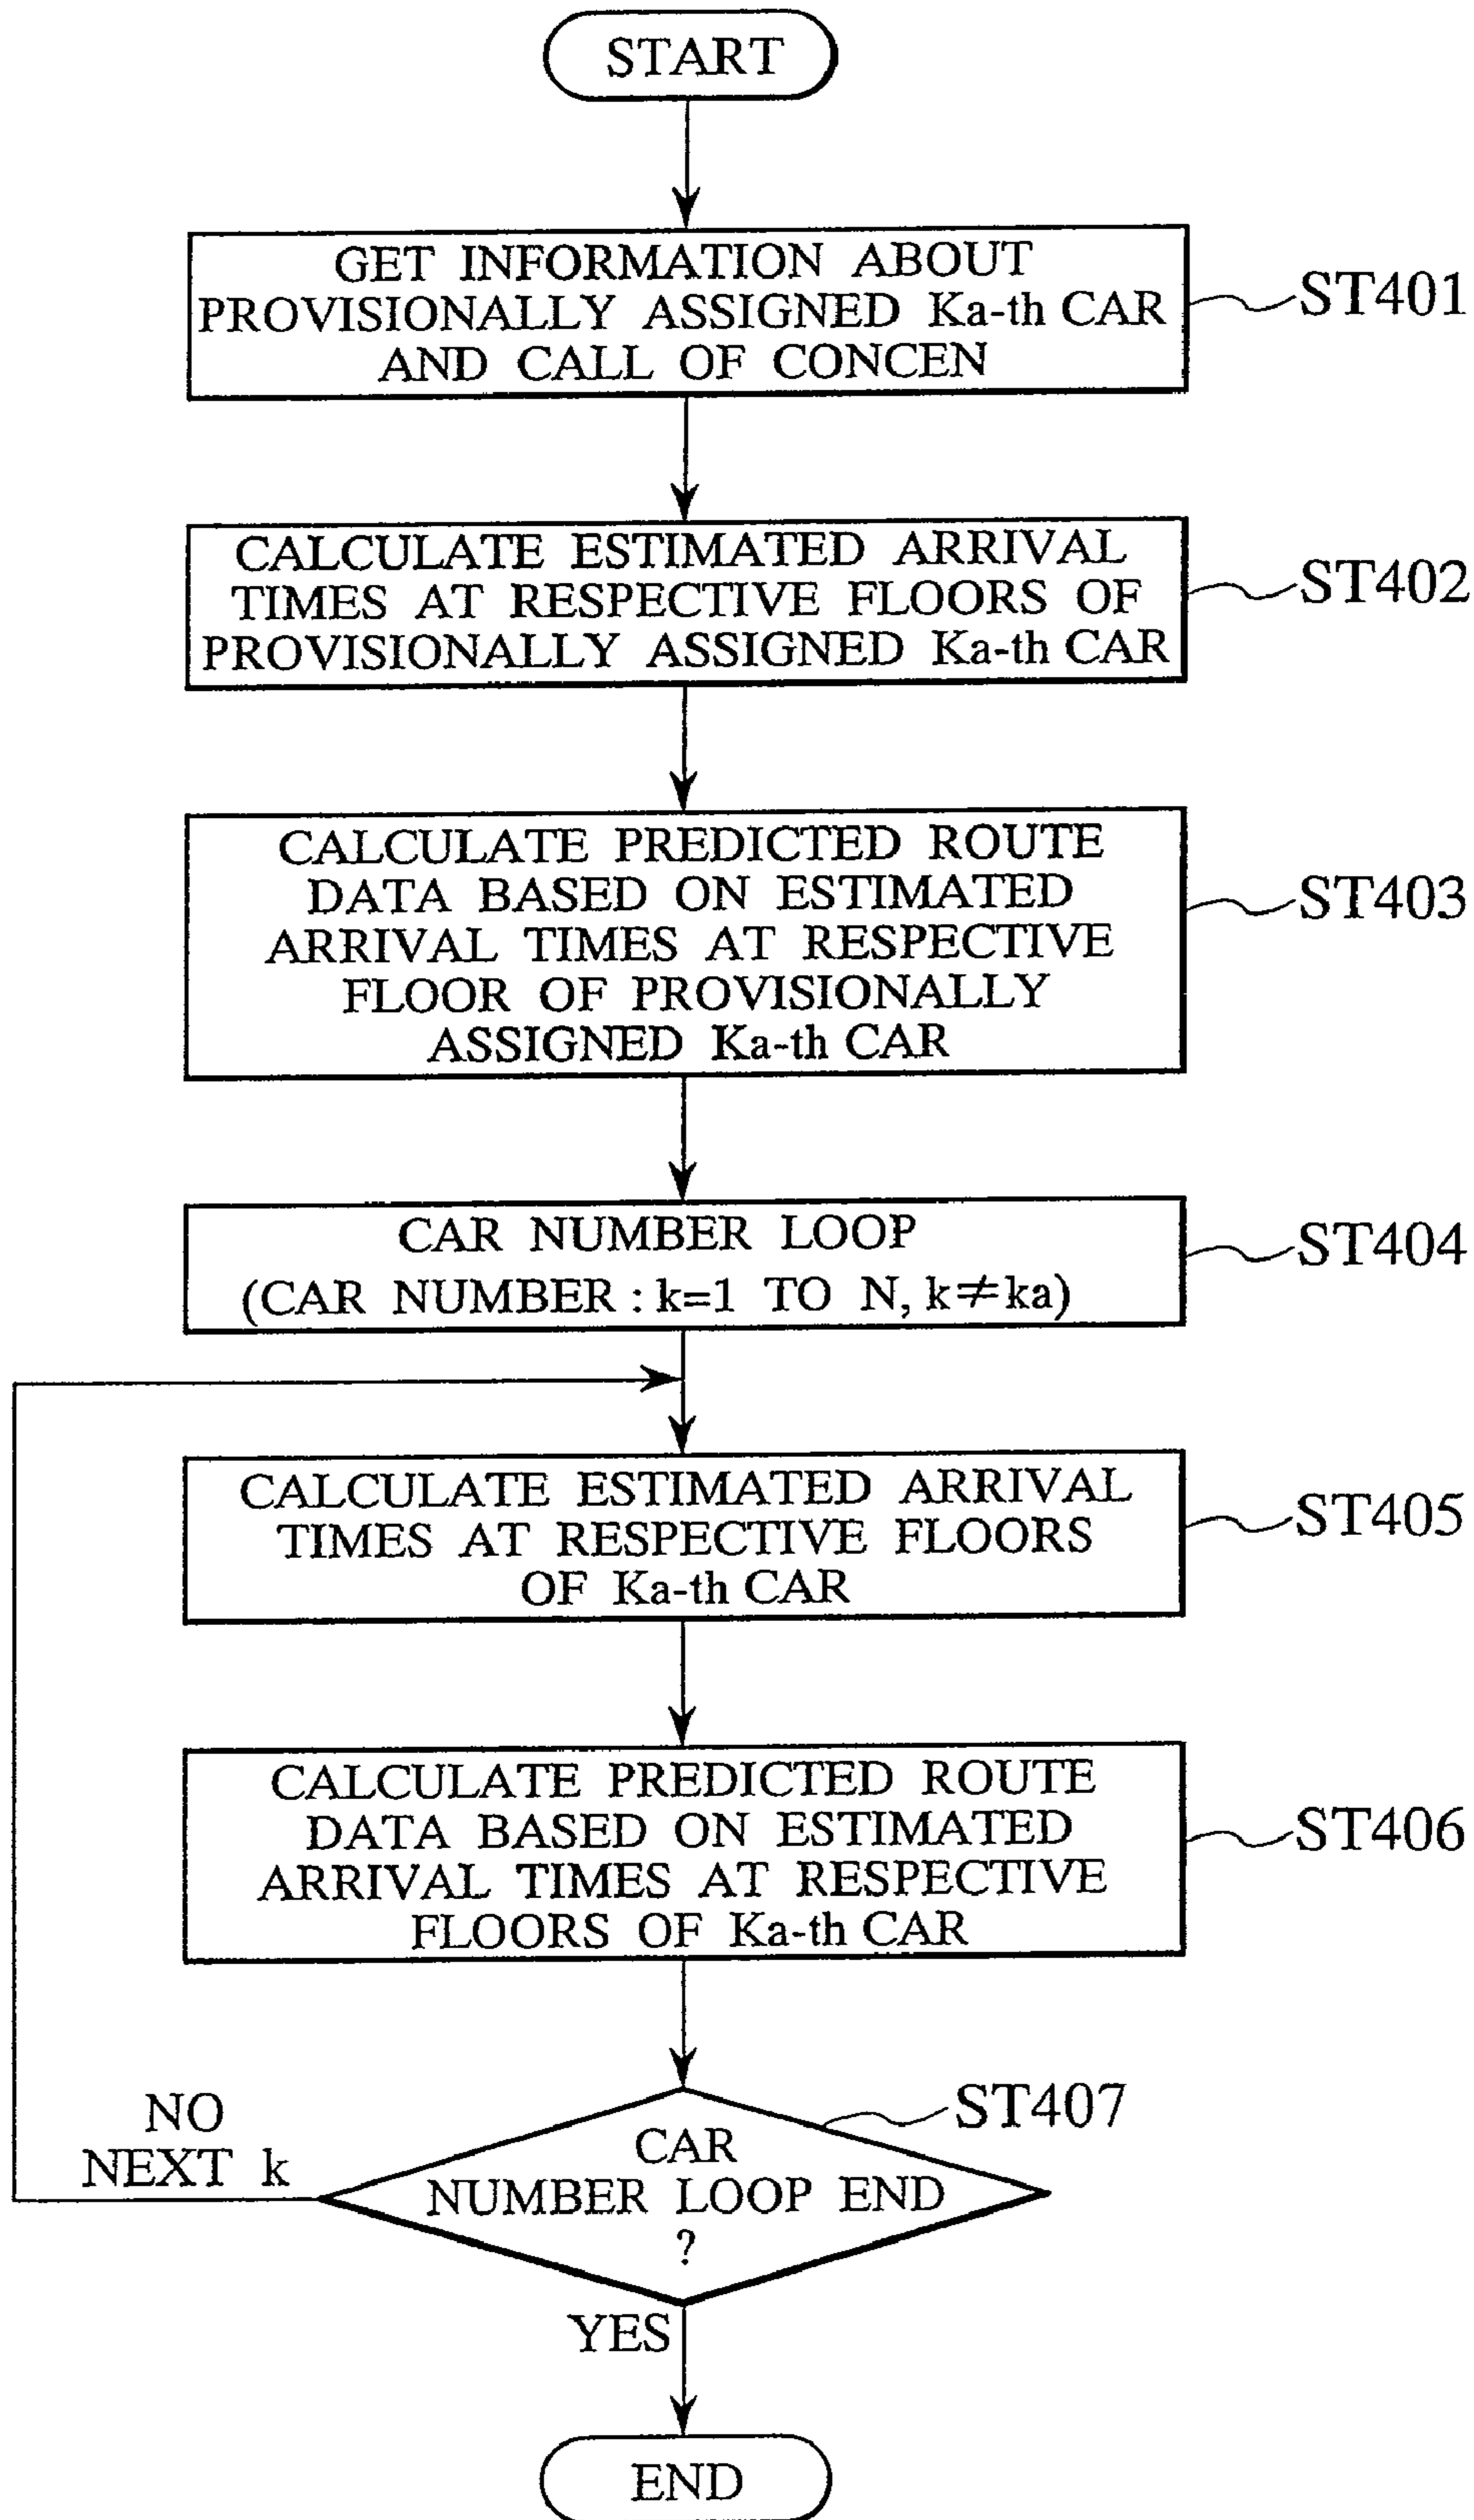 START
GET INFORMATION ABOUT
PROVISIONALLY ASSIGNED Ka-th CAR
AND CALL OF CONCEN
ST401
CALCULATE ESTIMATED ARRIVAL
TIMES AT RESPECTIVE FLOORS OF
PROVISIONALLY ASSIGNED Ka-th CAR
ST402
CALCULATE PREDICTED ROUTE
DATA BASED ON ESTIMATED
ARRIVAL TIMES AT RESPECTIVE
FLOOR OF PROVISIONALLY
ASSIGNED Ka-th CAR
ST403
CAR NUMBER LOOP
(CAR NUMBER : k=1 TO N, k≠ka)
ST404
CALCULATE ESTIMATED ARRIVAL
TIMES AT RESPECTIVE FLOORS
OF Ka-th CAR
ST405
CALCULATE PREDICTED ROUTE
DATA BASED ON ESTIMATED
ARRIVAL TIMES AT RESPECTIVE
FLOORS OF Ka-th CAR
ST406
CAR
NUMBER LOOP END
?
ST407
NO
NEXT k
YES
END